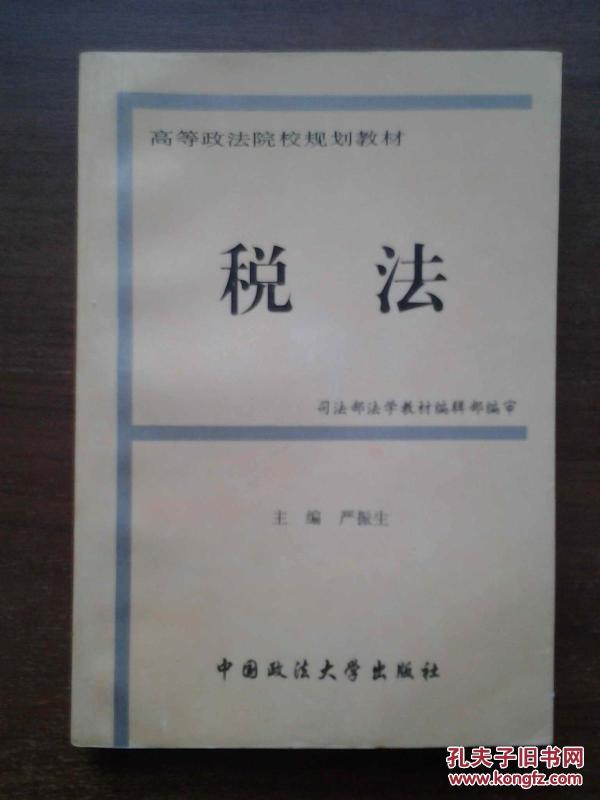 高等政法院校规划教材
税 法
司法部法学教材编辑部编审
主 编 严振生
中国政法大学出版社
孔夫子旧书网
www.kongfz.com